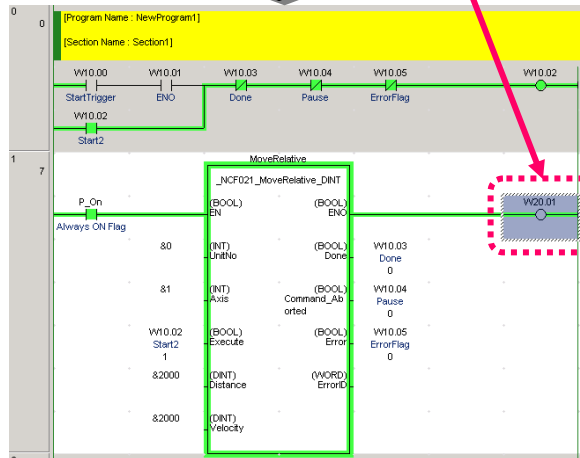 0
0
[Program Name : NewProgram1]
[Section Name : Section1]
W10.00 W10.01 W10.03 W10.04 W10.05 W10.02
StartTrigger ENO Done Pause ErrorFlag
W10.02
Start2
1
7
MoveRelative
_NCF021_MoveRelative_DINT
P_On (BOOL) (BOOL) W20.01
EN ENO
Always ON Flag
&0 (INT) (BOOL) W10.03
UnitNo Done Done
0
&1 (INT) (BOOL) W10.04
Axis Command_Ab Pause
orted 0
W10.02 (BOOL) (BOOL) W10.05
Start2 Execute Error ErrorFlag
1 0
&2000 (DINT) (WORD)
Distance ErrorID
&2000 (DINT)
Velocity